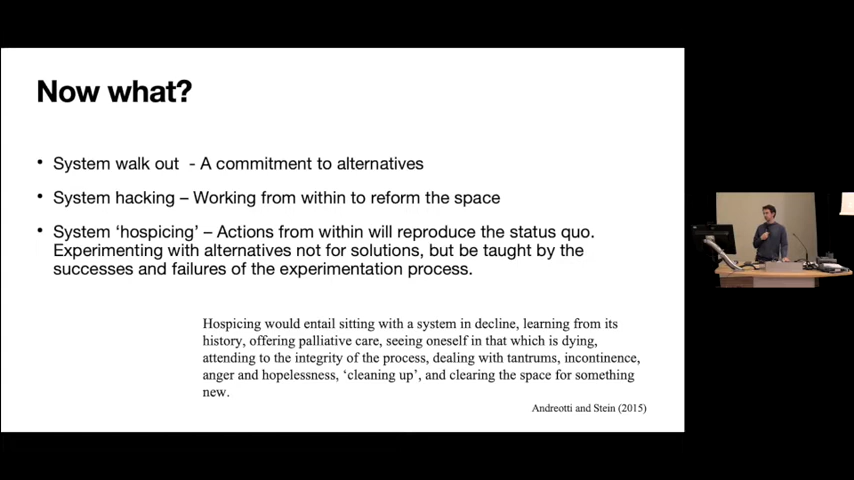 Now what?
• System walk out - A commitment to alternatives
• System hacking – Working from within to reform the space
• System ‘hospicing’ – Actions from within will reproduce the status quo.
Experimenting with alternatives not for solutions, but be taught by the
successes and failures of the experimentation process.
Hospicing would entail sitting with a system in decline, learning from its
history, offering palliative care, seeing oneself in that which is dying,
attending to the integrity of the process, dealing with tantrums, incontinence,
anger and hopelessness, ‘cleaning up’, and clearing the space for something
new.
Andreotti and Stein (2015)